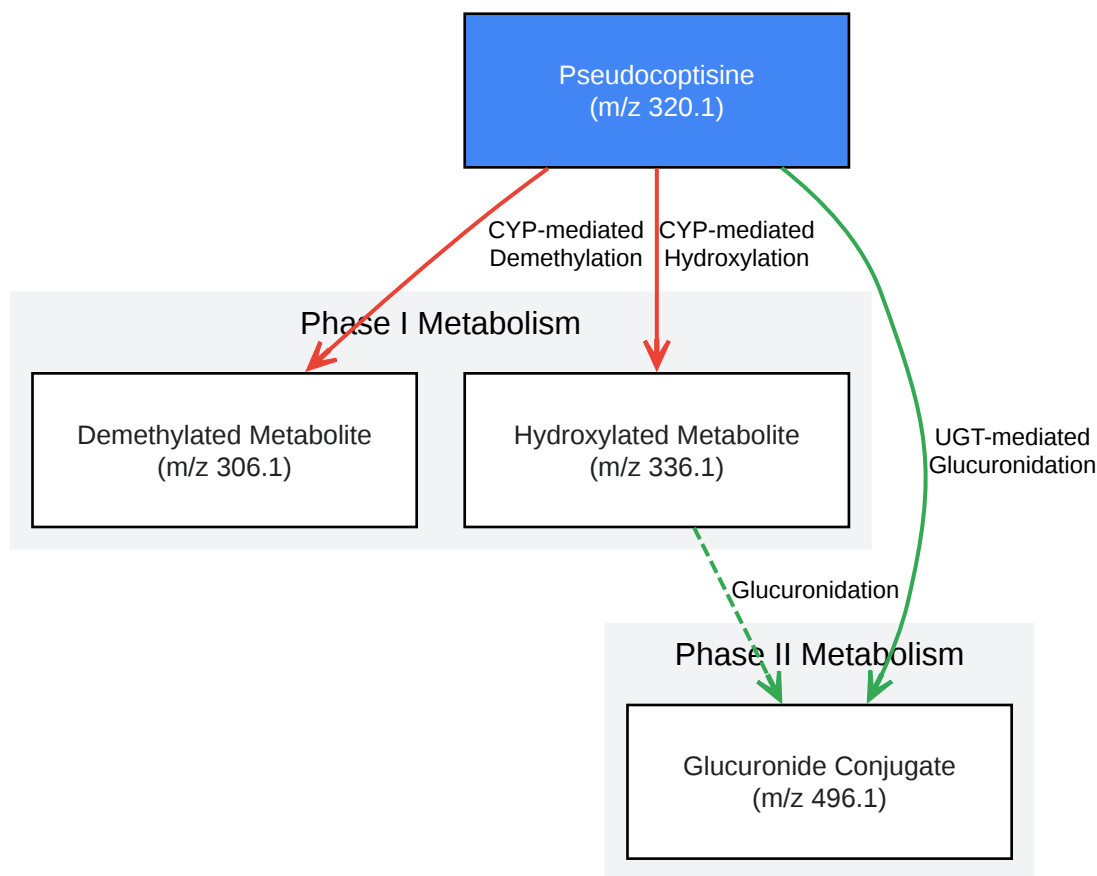 Pseudocoptisine
(m/z 320.1)
CYP-mediated
Demethylation
CYP-mediated
Hydroxylation
Phase I Metabolism
Demethylated Metabolite
(m/z 306.1)
Hydroxylated Metabolite
(m/z 336.1)
UGT-mediated
Glucuronidation
Glucuronidation
Phase II Metabolism
Glucuronide Conjugate
(m/z 496.1)